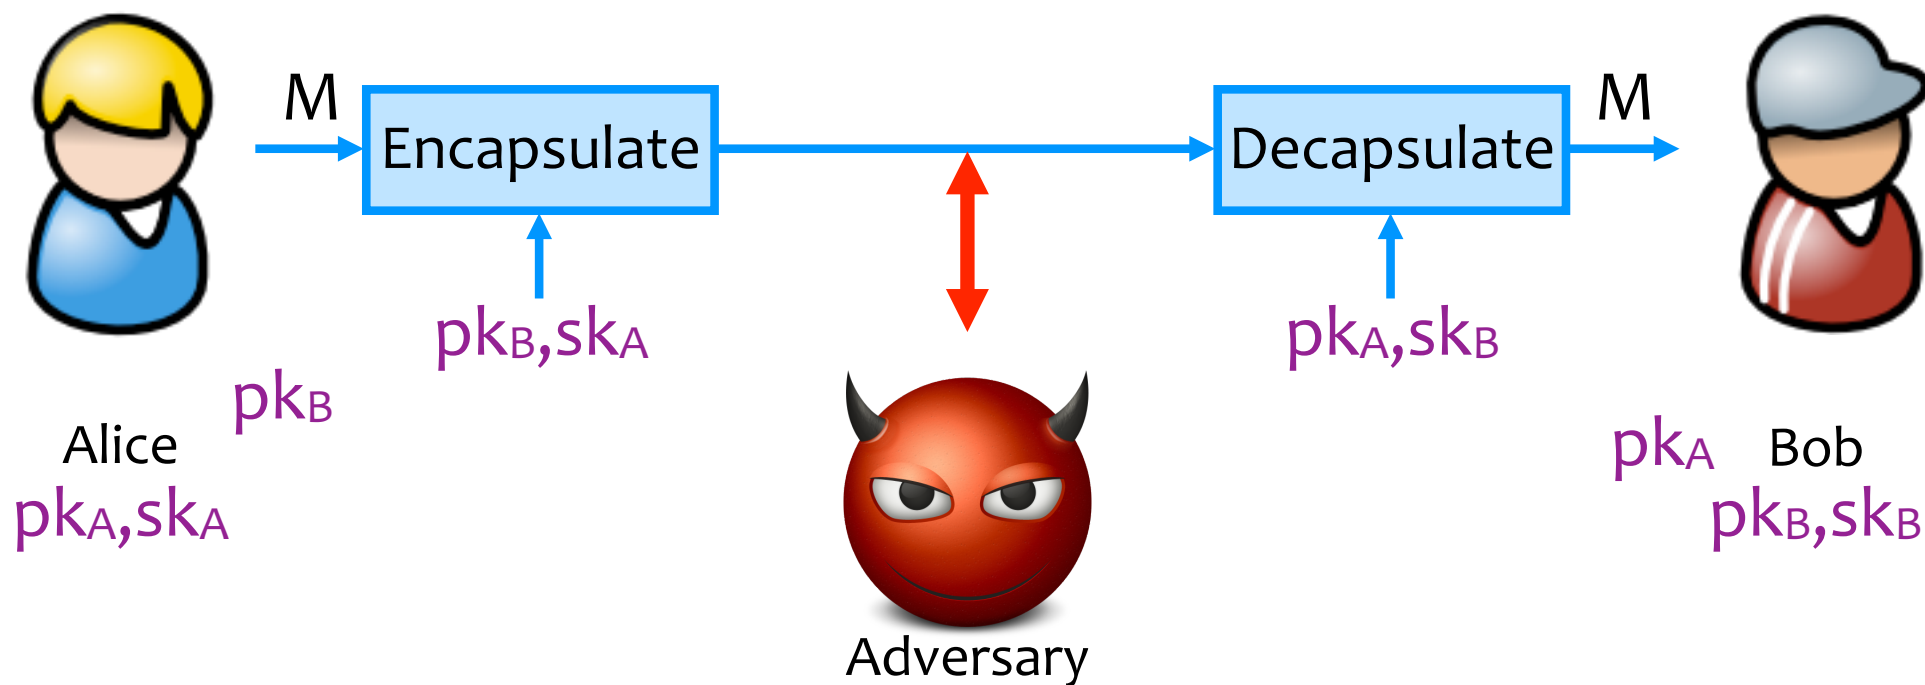 M
Encapsulate
Decapsulate
M
pkB,skA
pkA,skB
pkB
Alice
pkA,skA
pkA
Bob
pkB,skB
Adversary